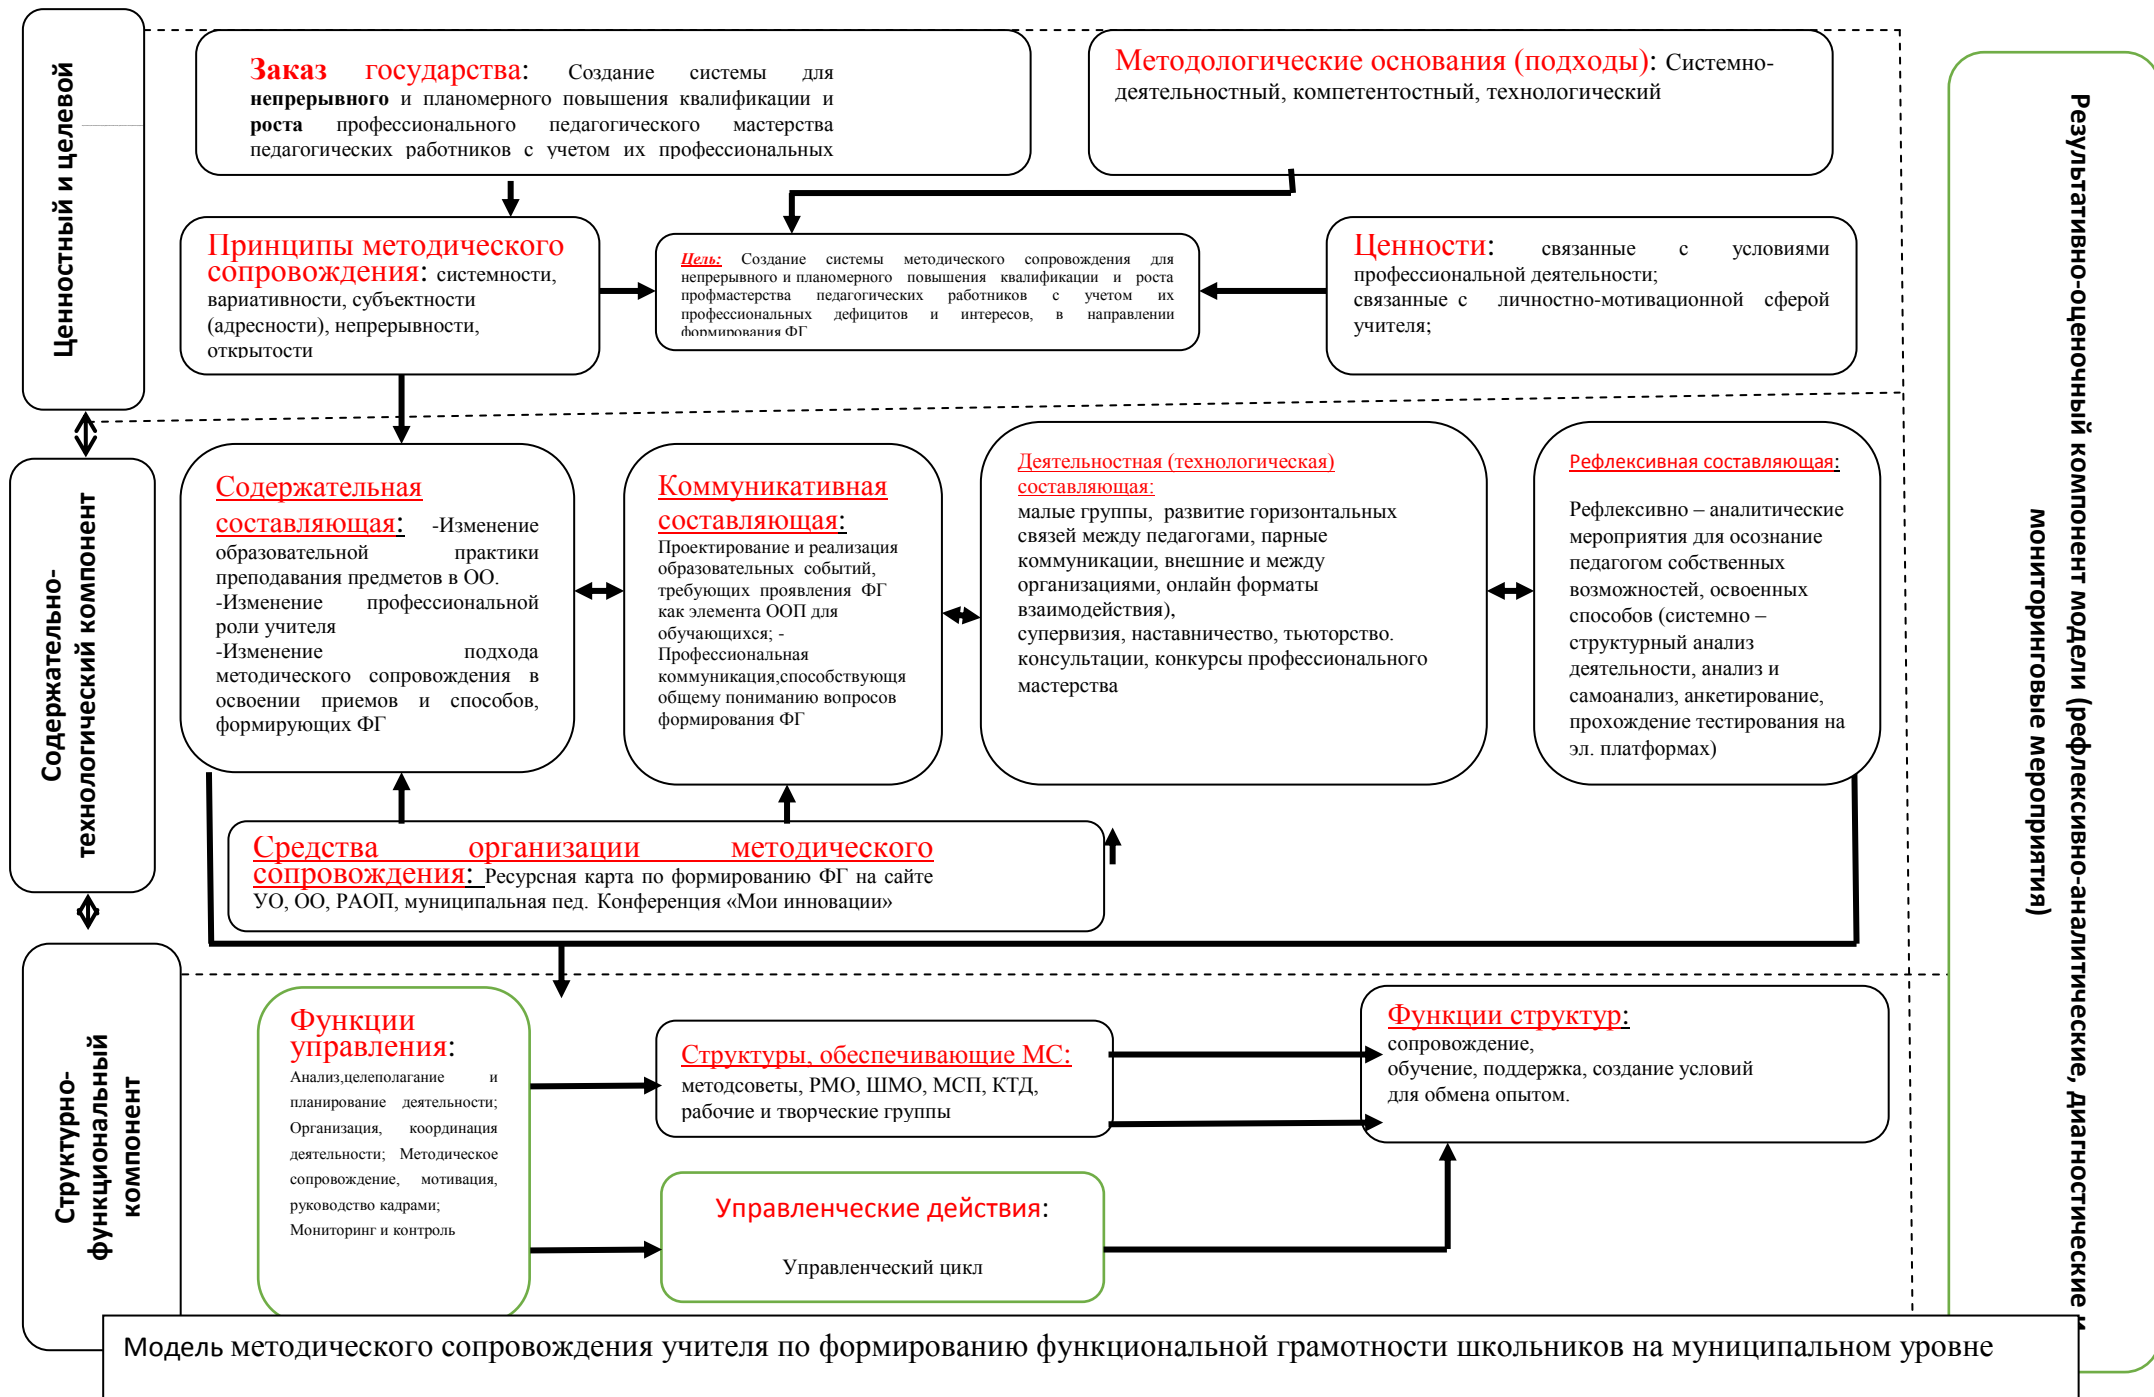 Ценностный и целевой
Заказ государства: Создание системы для
непрерывного и планомерного повышения квалификации и
роста профессионального педагогического мастерства
педагогических работников с учетом их профессиональных
Методологические основания (подходы): Системно-
деятельностный, компетентостный, технологический
Принципы методического
сопровождения: системности,
вариативности, субъектности
(адресности), непрерывности,
открытости
Цель: Создание системы методического сопровождения для
непрерывного и планомерного повышения квалификации и роста
профмастерства педагогических работников с учетом их
профессиональных дефицитов и интересов, в направлении
формирования ФГ
Ценности: связанные с условиями
профессиональной деятельности;
связанные с личностно-мотивационной сферой
учителя;
Содержательно-
технологический компонент
Содержательная
составляющая: -Изменение
образовательной практики
преподавания предметов в ОО.
-Изменение профессиональной
роли учителя
-Изменение подхода
методического сопровождения в
освоении приемов и способов,
формирующих ФГ
Коммуникативная
составляющая:
Проектирование и реализация
образовательных событий,
требующих проявления ФГ
как элемента ООП для
обучающихся; -
Профессиональная
коммуникация,способствующя
общему пониманию вопросов
формирования ФГ
Деятельностная (технологическая)
составляющая:
малые группы, развитие горизонтальных
связей между педагогами, парные
коммуникации, внешние и между
организациями, онлайн форматы
взаимодействия),
супервизия, наставничество, тьюторство.
консультации, конкурсы профессионального
мастерства
Рефлексивная составляющая:
Рефлексивно – аналитические
мероприятия для осознание
педагогом собственных
возможностей, освоенных
способов (системно –
структурный анализ
деятельности, анализ и
самоанализ, анкетирование,
прохождение тестирования на
эл. платформах)
Средства организации методического
сопровождения: Ресурсная карта по формированию ФГ на сайте
УО, ОО, РАОП, муниципальная пед. Конференция «Мои инновации»
Структурно-
функциональный
компонент
Функции
управления:
Анализ,целеполагание и
планирование деятельности;
Организация, координация
деятельности; Методическое
сопровождение, мотивация,
руководство кадрами;
Мониторинг и контроль
Структуры, обеспечивающие МС:
методсоветы, РМО, ШМО, МСП, КТД,
рабочие и творческие группы
Управленческие действия:
Управленческий цикл
Функции структур:
сопровождение,
обучение, поддержка, создание условий
для обмена опытом.
Результативно-оценочный компонент модели (рефлексивно-аналитические, диагностические и
мониторинговые мероприятия)
Модель методического сопровождения учителя по формированию функциональной грамотности школьников на муниципальном уровне